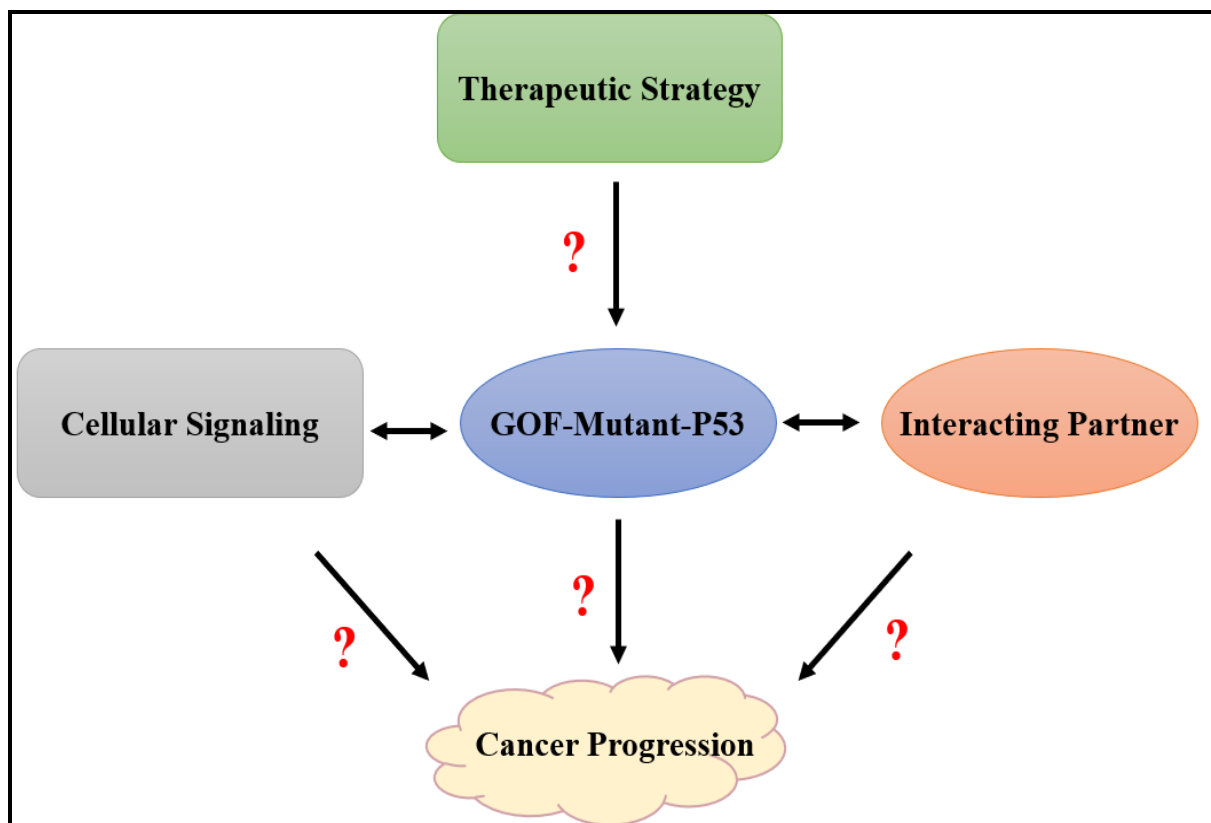 Therapeutic Strategy
?
Cellular Signaling
GOF-Mutant-P53
Interacting Partner
?
?
?
Cancer Progression